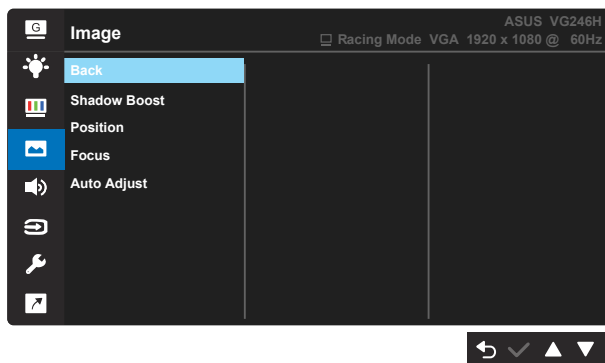 G
Image
ASUS VG246H
Racing Mode VGA 1920 x 1080 @ 60Hz
Back
Shadow Boost
Position
Focus
Auto Adjust